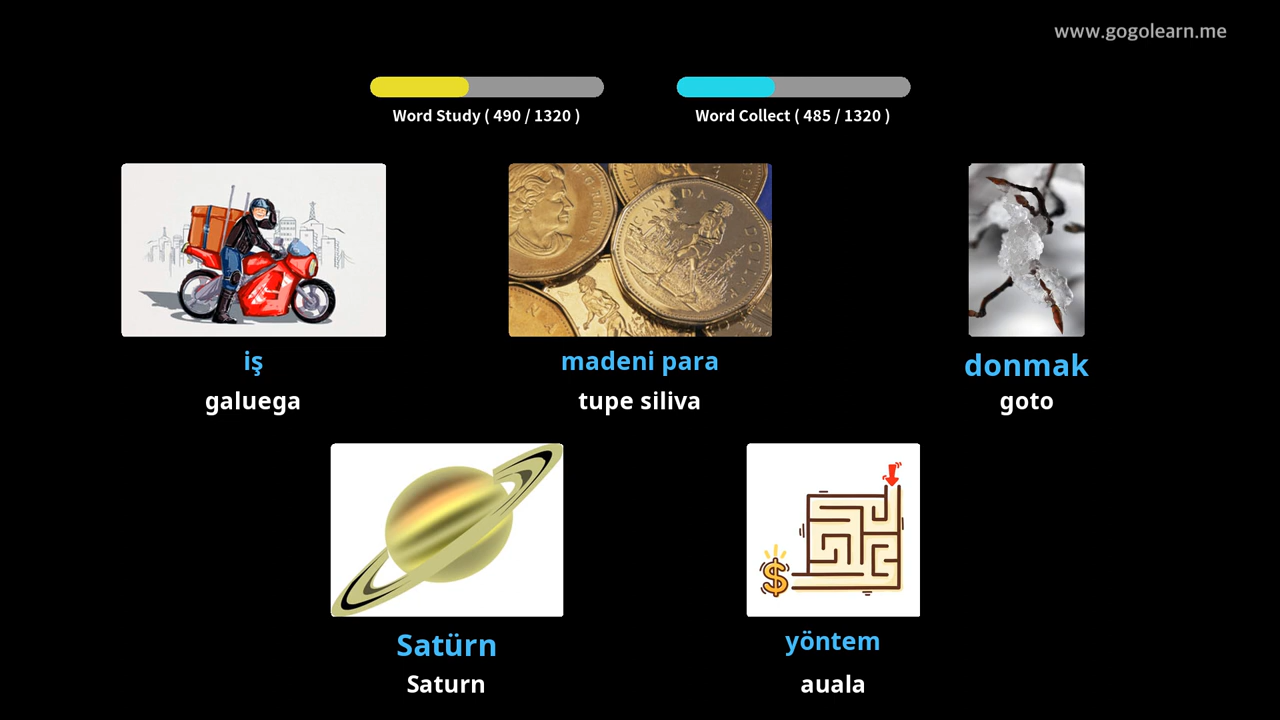 www.gogolearn.me
Word Study ( 490 / 1320 )
Word Collect ( 485 / 1320 )
iş
galuega
madeni para
tupe siliva
donmak
goto
Satürn
Saturn
yöntem
auala